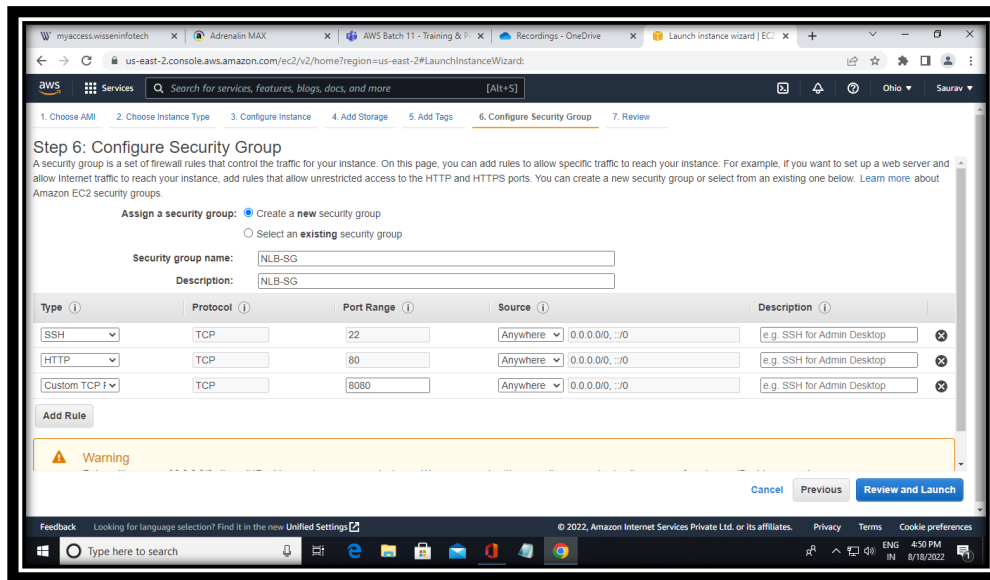 myaccess.wisseninfotech
Adrenalin MAX
AWS Batch 11 - Training & P
Recordings - OneDrive
Launch instance wizard | EC2
us-east-2.console.aws.amazon.com/ec2/v2/home?region=us-east-2#LaunchInstanceWizard:
aws Services Search for services, features, blogs, docs, and more [Alt+S] Ohio Saurav
1. Choose AMI 2. Choose Instance Type 3. Configure Instance 4. Add Storage 5. Add Tags 6. Configure Security Group 7. Review
Step 6: Configure Security Group
A security group is a set of firewall rules that control the traffic for your instance. On this page, you can add rules to allow specific traffic to reach your instance. For example, if you want to set up a web server and
allow Internet traffic to reach your instance, add rules that allow unrestricted access to the HTTP and HTTPS ports. You can create a new security group or select from an existing one below. Learn more about
Amazon EC2 security groups.
Assign a security group: Create a new security group
Select an existing security group
Security group name: NLB-SG
Description: NLB-SG
Type Protocol Port Range Source Description
SSH TCP 22 Anywhere 0.0.0.0/0, ::/0 e.g. SSH for Admin Desktop
HTTP TCP 80 Anywhere 0.0.0.0/0, ::/0 e.g. SSH for Admin Desktop
Custom TCP TCP 8080 Anywhere 0.0.0.0/0, ::/0 e.g. SSH for Admin Desktop
Add Rule
Warning
Cancel Previous Review and Launch
Feedback Looking for language selection? Find it in the new Unified Settings © 2022, Amazon Internet Services Private Ltd. or its affiliates. Privacy Terms Cookie preferences
Type here to search ENG 4:50 PM
IN 8/18/2022